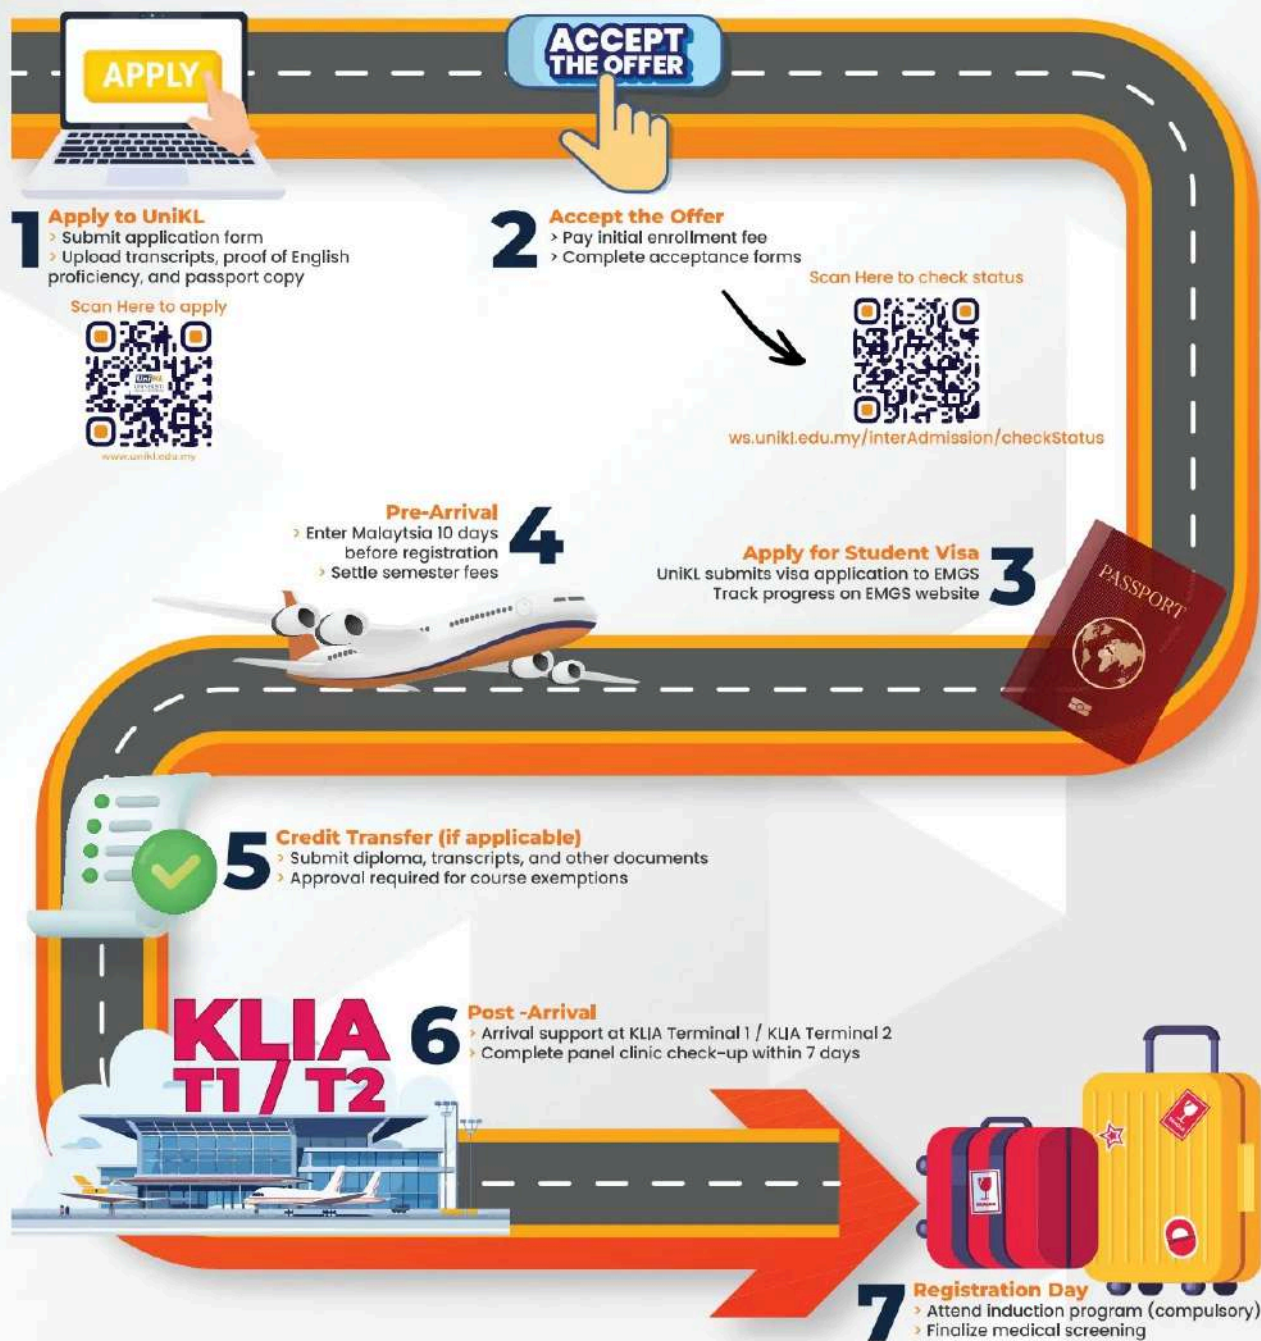 APPLY
ACCEPT
THE OFFER
1
Apply to UniKL
> Submit application form
> Upload transcripts, proof of English
proficiency, and passport copy
Scan Here to apply
UniKL
www.unikl.edu.my
2
Accept the Offer
> Pay initial enrollment fee
> Complete acceptance forms
Scan Here to check status
ws.unikl.edu.my/interAdmission/checkStatus
PASSPORT
3
Apply for Student Visa
UniKL submits visa application to EMGS
Track progress on EMGS website
4
Pre-Arrival
> Enter Malaytsia 10 days
before registration
> Settle semester fees
5
Credit Transfer (if applicable)
> Submit diploma, transcripts, and other documents
> Approval required for course exemptions
KLIA
T1 / T2
6
Post -Arrival
> Arrival support at KLIA Terminal 1 / KLIA Terminal 2
> Complete panel clinic check-up within 7 days
7
Registration Day
> Attend induction program (compulsory)
> Finalize medical screening